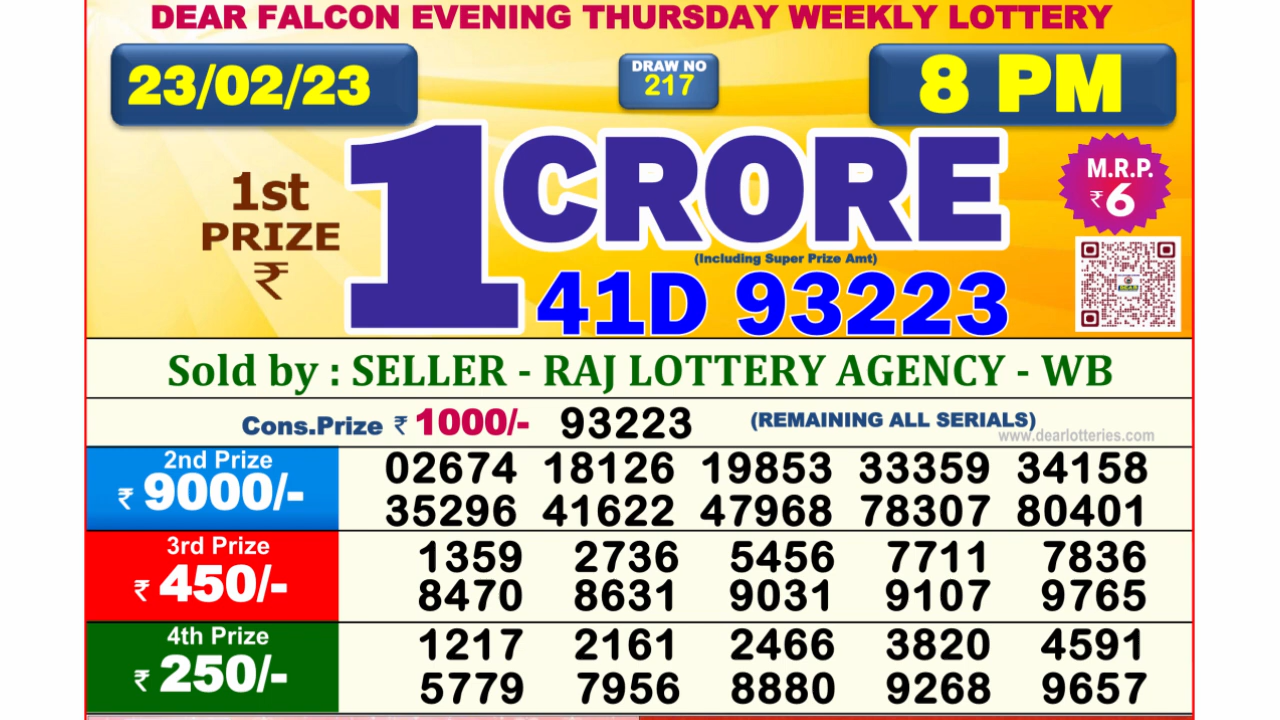 DEAR FALCON EVENING THURSDAY WEEKLY LOTTERY
23/02/23
DRAW NO
217
8 PM
1st
PRIZE
₹
1 CRORE
M.R.P.
₹6
(Including Super Prize Amt)
41D 93223
Sold by : SELLER - RAJ LOTTERY AGENCY - WB
Cons.Prize ₹ 1000/- 93223 (REMAINING ALL SERIALS)
www.dearlotteries.com
2nd Prize
₹ 9000/-
02674 18126 19853 33359 34158
35296 41622 47968 78307 80401
3rd Prize
₹ 450/-
1359 2736 5456 7711 7836
8470 8631 9031 9107 9765
4th Prize
₹ 250/-
1217 2161 2466 3820 4591
5779 7956 8880 9268 9657